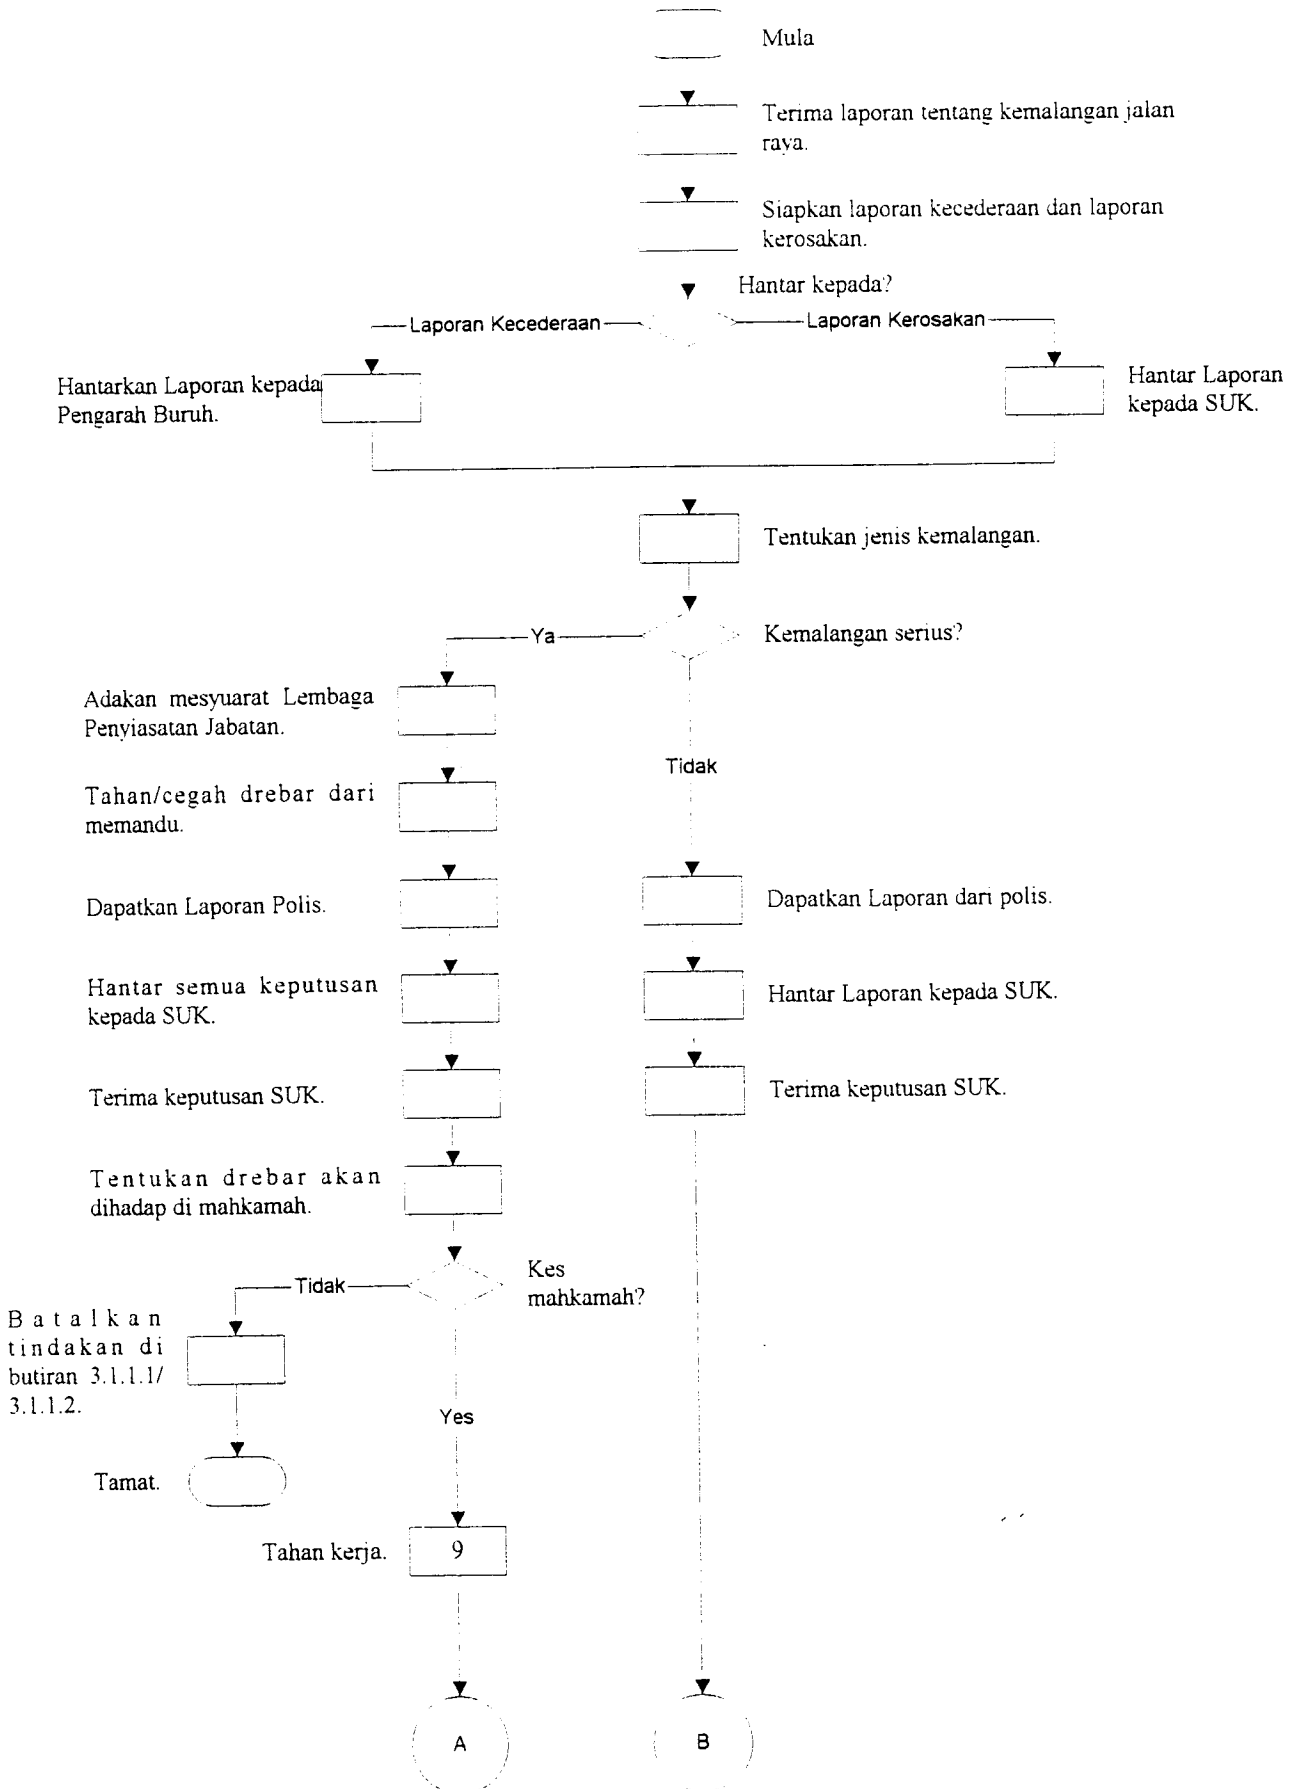 Mula
Terima laporan tentang kemalangan jalan
raya.
Siapkan laporan kecederaan dan laporan
kerosakan.
Hantar kepada?
Laporan Kecederaan
Laporan Kerosakan
Hantarkan Laporan kepada
Pengarah Buruh.
Hantar Laporan
kepada SUK.
Tentukan jenis kemalangan.
Kemalangan serius?
Ya
Adakan mesyuarat Lembaga
Penyiasatan Jabatan.
Tidak
Tahan/cegah drebar dari
memandu.
Dapatkan Laporan Polis.
Dapatkan Laporan dari polis.
Hantar semua keputusan
kepada SUK.
Hantar Laporan kepada SUK.
Terima keputusan SUK.
Terima keputusan SUK.
Tentukan drebar akan
dihadap di mahkamah.
Kes
mahkamah?
Tidak
Batalkan
tindakan di
butiran 3.1.1.1/
3.1.1.2.
Yes
Tamat.
Tahan kerja.
9
A
B